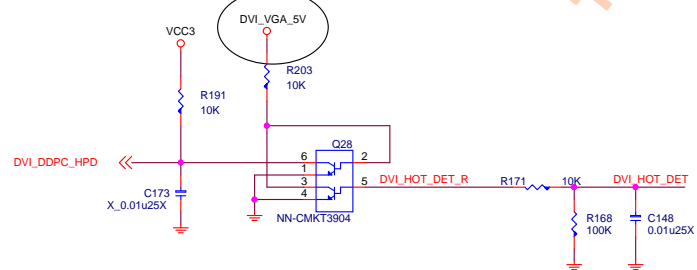 DVI_VGA_5V
VCC3
R203
10K
R191
10K
Q28
DVI_DDPC_HPD
6
2
1
3
5
DVI_HOT_DET_R
R171
10K
DVI_HOT_DET
4
C173
X_0.01u25X
NN-CMKT3904
R168
100K
C148
0.01u25X